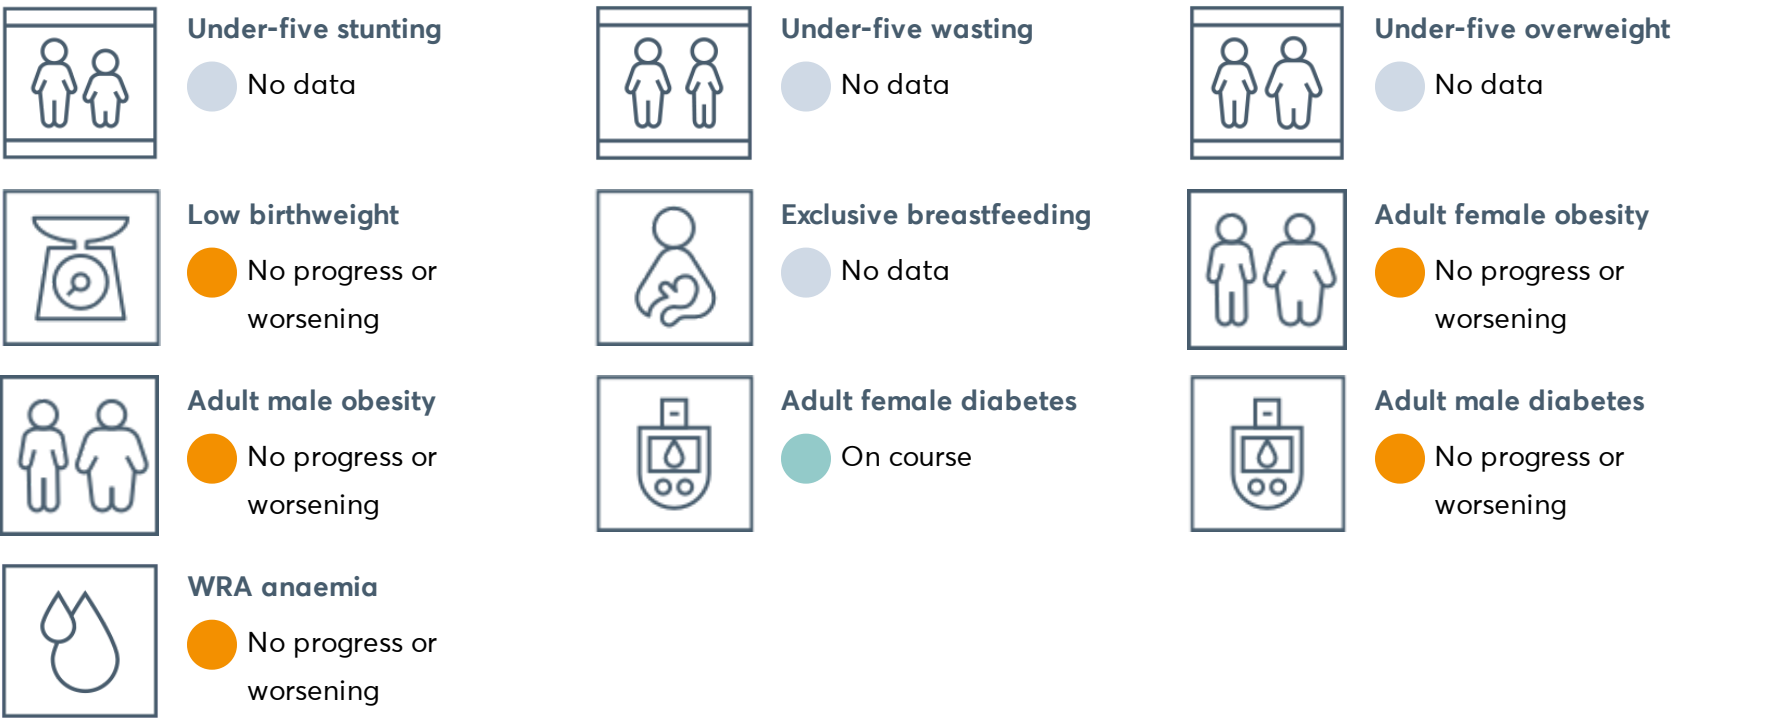 Under-five stunting
No data
Under-five wasting
No data
Under-five overweight
No data
Low birthweight
No progress or
worsening
Exclusive breastfeeding
No data
Adult female obesity
No progress or
worsening
Adult male obesity
No progress or
worsening
Adult female diabetes
On course
Adult male diabetes
No progress or
worsening
WRA anaemia
No progress or
worsening